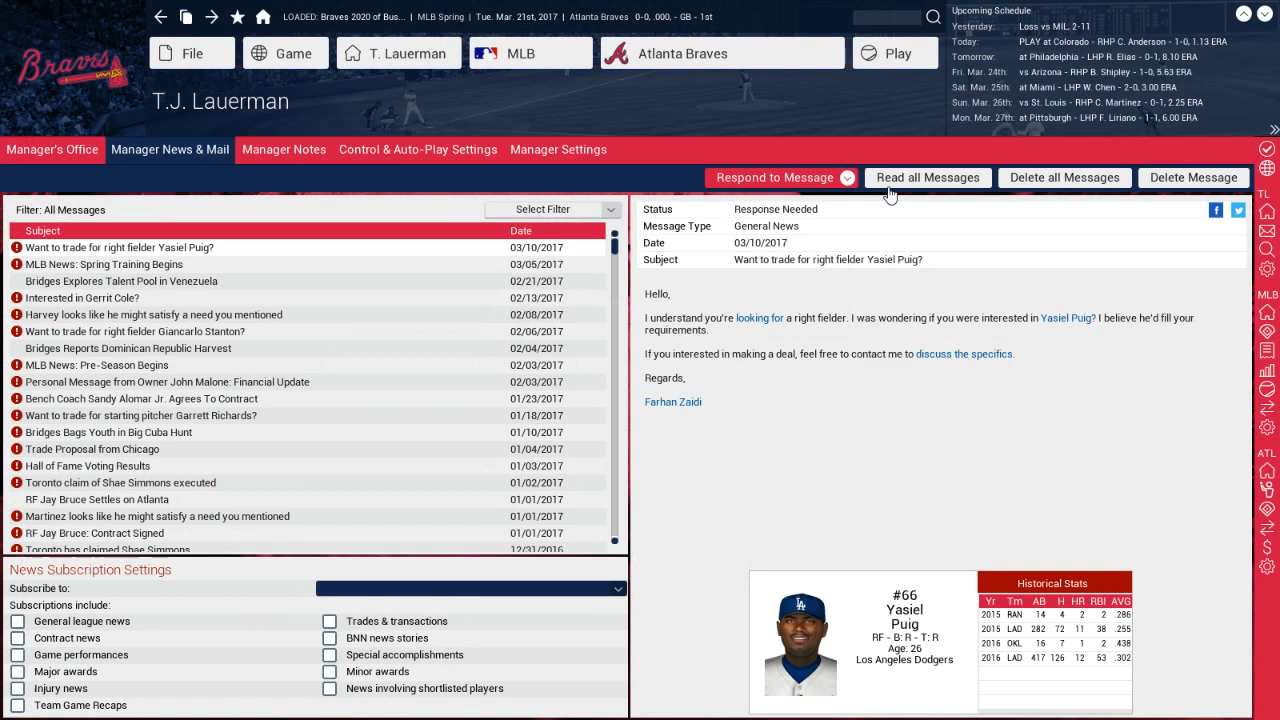 LOADED: Braves 2020 of Bus... | MLB Spring | Tue. Mar. 21st, 2017 | Atlanta Braves 0-0, .000, - GB - 1st
Braves
File
Game
T. Lauerman
MLB
Atlanta Braves
Play
T.J. Lauerman
Upcoming Schedule
Yesterday: Loss vs MIL, 2-11
Today: PLAY at Colorado - RHP C. Anderson - 1-0, 1.13 ERA
Tomorrow: at Philadelphia - LHP R. Elias - 0-1, 8.10 ERA
Fri. Mar. 24th: vs Arizona - RHP B. Shipley - 1-0, 5.63 ERA
Sat. Mar. 25th: at Miami - LHP W. Chen - 2-0, 3.00 ERA
Sun. Mar. 26th: vs St. Louis - RHP C. Martinez - 0-1, 2.25 ERA
Mon. Mar. 27th: at Pittsburgh - LHP F. Liriano - 1-1, 6.00 ERA
Manager's Office
Manager News & Mail
Manager Notes
Control & Auto-Play Settings
Manager Settings
Respond to Message
Read all Messages
Delete all Messages
Delete Message
Filter: All Messages
Select Filter
Subject Date
Want to trade for right fielder Yasiel Puig? 03/10/2017
MLB News: Spring Training Begins 03/05/2017
Bridges Explores Talent Pool in Venezuela 02/21/2017
Interested in Gerrit Cole? 02/13/2017
Harvey looks like he might satisfy a need you mentioned 02/08/2017
Want to trade for right fielder Giancarlo Stanton? 02/06/2017
Bridges Reports Dominican Republic Harvest 02/04/2017
MLB News: Pre-Season Begins 02/03/2017
Personal Message from Owner John Malone: Financial Update 02/03/2017
Bench Coach Sandy Alomar Jr. Agrees To Contract 01/23/2017
Want to trade for starting pitcher Garrett Richards? 01/18/2017
Bridges Bags Youth in Big Cuba Hunt 01/10/2017
Trade Proposal from Chicago 01/04/2017
Hall of Fame Voting Results 01/03/2017
Toronto claim of Shae Simmons executed 01/02/2017
RF Jay Bruce Settles on Atlanta 01/01/2017
Martinez looks like he might satisfy a need you mentioned 01/01/2017
RF Jay Bruce: Contract Signed 01/01/2017
Toronto has claimed Shae Simmons 12/31/2016
News Subscription Settings
Subscribe to:
Subscriptions include:
General league news
Trades & transactions
Contract news
BNN news stories
Game performances
Special accomplishments
Major awards
Minor awards
Injury news
News involving shortlisted players
Team Game Recaps
Status Response Needed
Message Type General News
Date 03/10/2017
Subject Want to trade for right fielder Yasiel Puig?
Hello,
I understand you're looking for a right fielder. I was wondering if you were interested in Yasiel Puig? I believe he'd fill your
requirements.
If you interested in making a deal, feel free to contact me to discuss the specifics.
Regards,
Farhan Zaidi
#66
Yasiel
Puig
RF - B: R - T: R
Age: 26
Los Angeles Dodgers
Historical Stats
Yr Tm AB H HR RBI AVG
2015 RAN 14 4 2 2 .286
2015 LAD 282 72 11 38 .255
2016 OKL 16 7 1 2 .438
2016 LAD 417 126 12 53 .302
TL
MLB
ATL